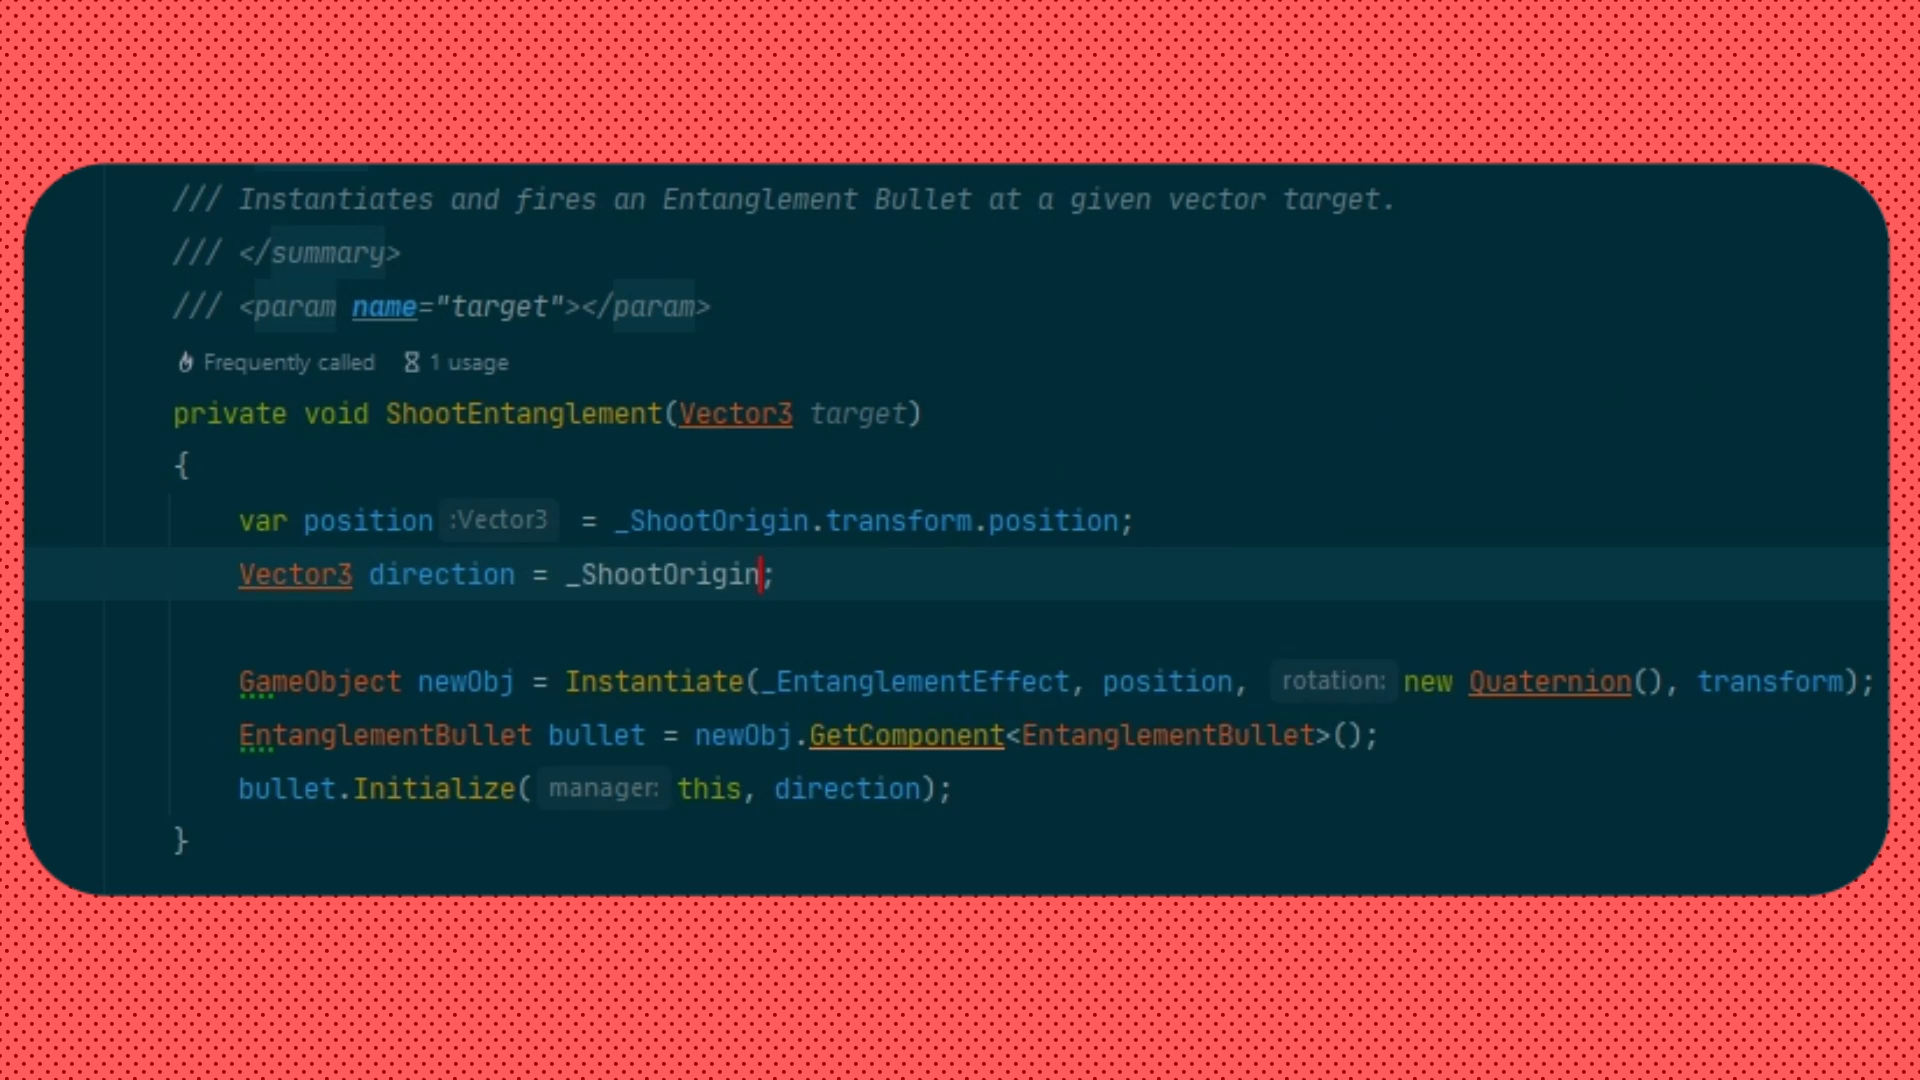 /// Instantiates and fires an Entanglement Bullet at a given vector target.
/// </summary>
/// <param name="target"></param>
Frequently called 1 usage
private void ShootEntanglement(Vector3 target)
{
var position :Vector3 = _ShootOrigin.transform.position;
Vector3 direction = _ShootOrigin;
GameObject newObj = Instantiate(_EntanglementEffect, position, rotation: new Quaternion(), transform);
EntanglementBullet bullet = newObj.GetComponent<EntanglementBullet>();
bullet.Initialize( manager: this, direction);
}